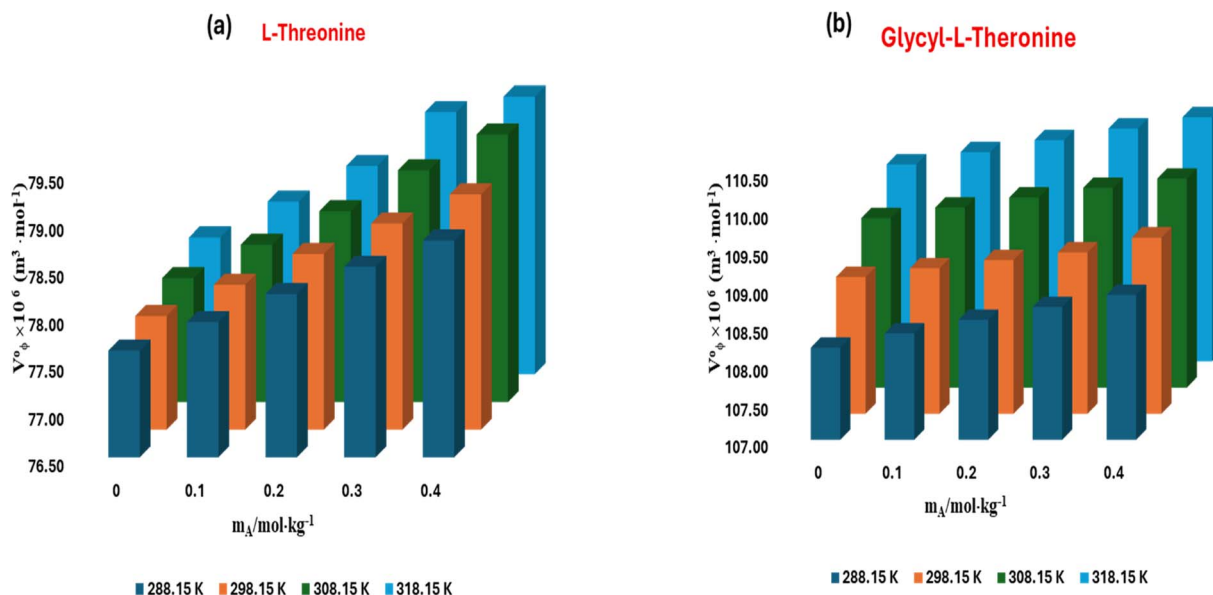 (a)
L-Threonine
V°ϕ ×10⁶ (m³ ·mol⁻¹)
79.50
79.00
78.50
78.00
77.50
77.00
76.50
0 0.1 0.2 0.3 0.4
m_A/mol·kg⁻¹
288.15 K 298.15 K 308.15 K 318.15 K
(b)
Glycyl-L-Theronine
V°ϕ ×10⁶ (m³ ·mol⁻¹)
110.50
110.00
109.50
109.00
108.50
108.00
107.50
107.00
0 0.1 0.2 0.3 0.4
m_A/mol·kg⁻¹
288.15 K 298.15 K 308.15 K 318.15 K